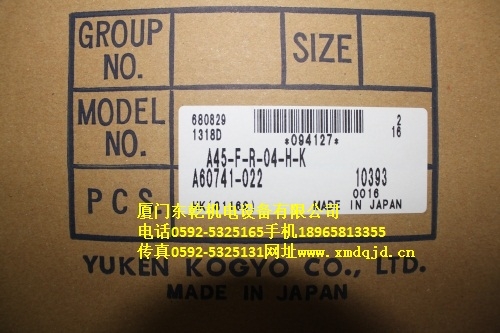 GROUP NO.
SIZE
MODEL NO.
680829
1318D
*094127*
2
16
A45-F-R-04-H-K
A60741-022
10393
0016
PCS
MADE IN JAPAN
厦门东乾机电设备有限公司
电话0592-5325165手机18965813355
传真0592-5325131网址www.xmdqjd.cn
YUKEN KOGYO CO., LTD.
MADE IN JAPAN